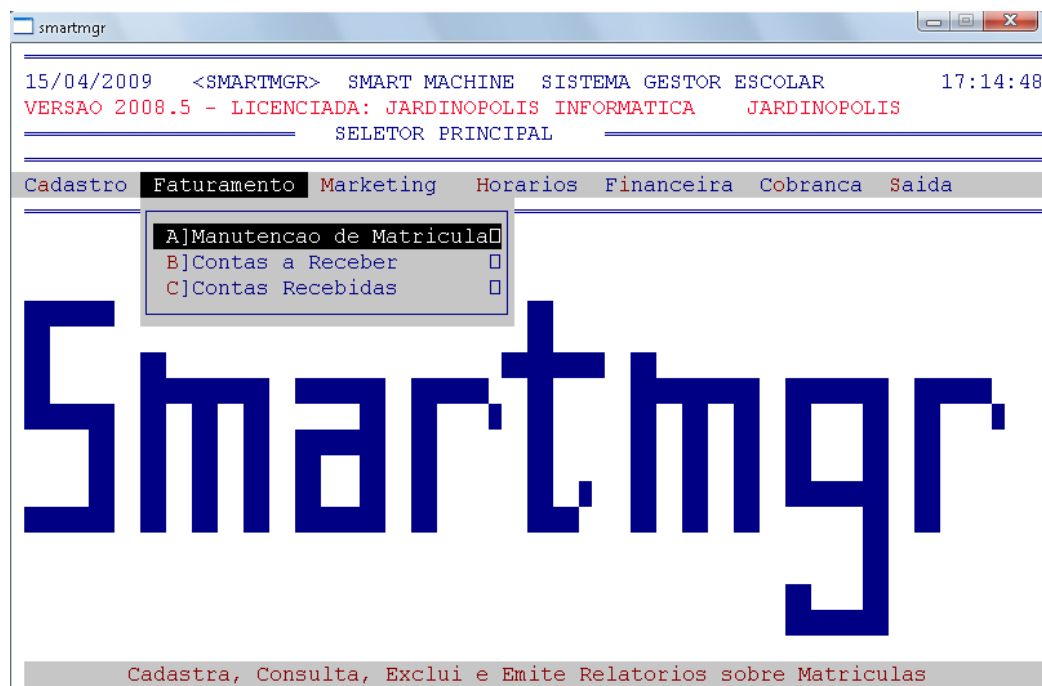 smartmgr
15/04/2009 <SMARTMGR> SMART MACHINE SISTEMA GESTOR ESCOLAR 17:14:48
VERSAO 2008.5 - LICENCIADA: JARDINOPOLIS INFORMATICA JARDINOPOLIS
SELETOR PRINCIPAL
Cadastro Faturamento Marketing Horarios Financeira Cobranca Saida
A]Manutencao de Matricula
B]Contas a Receber
C]Contas Recebidas
Smartmgr
Cadastra, Consulta, Exclui e Emite Relatorios sobre Matriculas